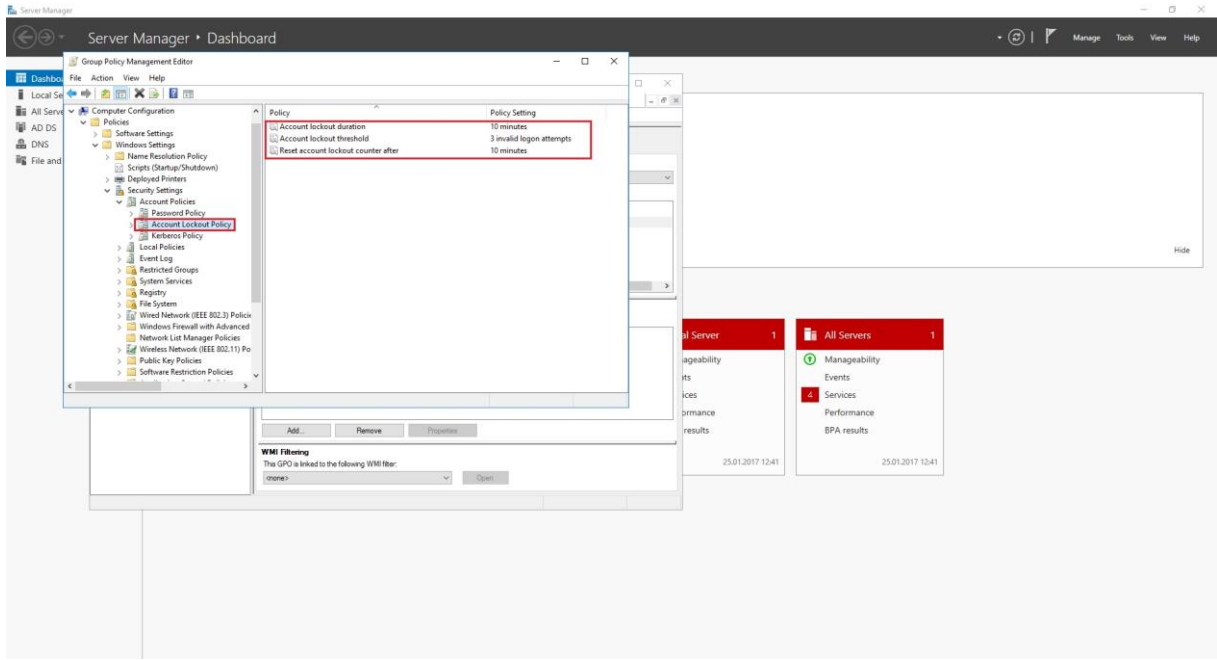 Server Manager
Server Manager • Dashboard
Manage Tools View Help
Group Policy Management Editor
File Action View Help
Dashbo
Local Se
All Serve
AD DS
DNS
File and
Computer Configuration
Policies
Software Settings
Windows Settings
Name Resolution Policy
Scripts (Startup/Shutdown)
Deployed Printers
Security Settings
Account Policies
Password Policy
Account Lockout Policy
Kerberos Policy
Local Policies
Event Log
Restricted Groups
System Services
Registry
File System
Wired Network (IEEE 802.3) Policie
Windows Firewall with Advanced
Network List Manager Policies
Wireless Network (IEEE 802.11) Po
Public Key Policies
Software Restriction Policies
Policy Policy Setting
Account lockout duration 10 minutes
Account lockout threshold 3 invalid logon attempts
Reset account lockout counter after 10 minutes
Hide
Add... Remove Properties
WMI Filtering
This GPO is linked to the following WMI filter:
<none> Open
al Server 1
ageability
nts
ices
ormance
results
25.01.2017 12:41
All Servers 1
Manageability
Events
4 Services
Performance
BPA results
25.01.2017 12:41